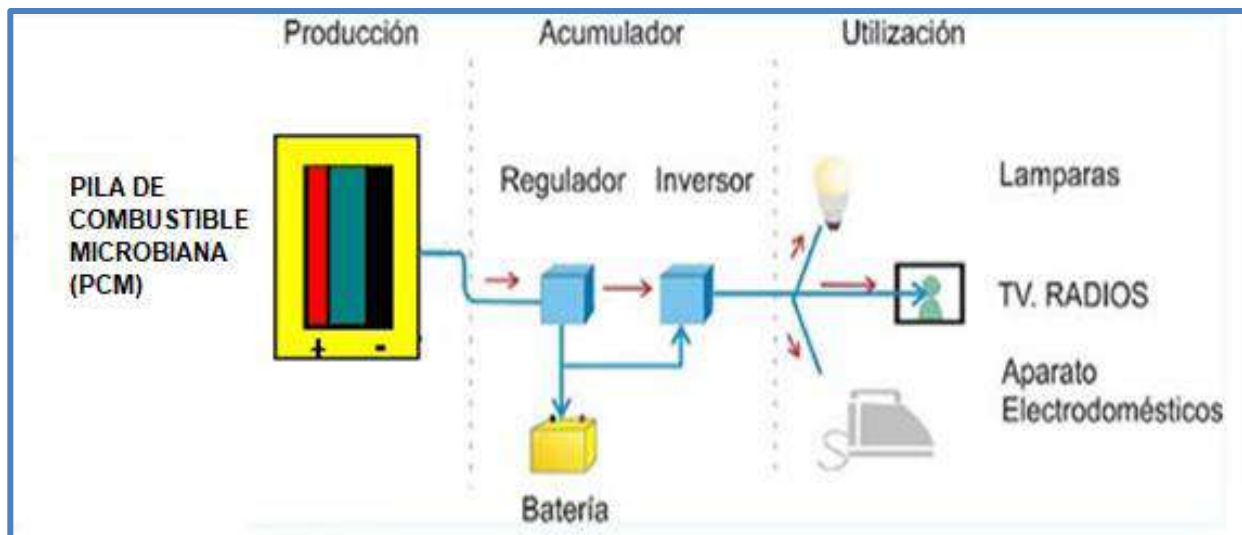 Producción
Acumulador
Utilización
PILA DE
COMBUSTIBLE
MICROBIANA
(PCM)
+ -
Regulador
Inversor
Batería
Lamparas
TV. RADIOS
Aparato
Electrodomésticos